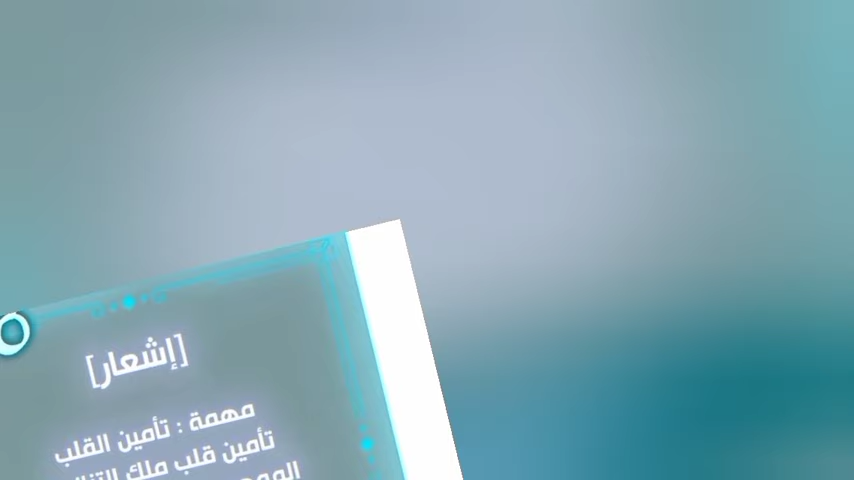 [إشعار]
مهمة : تأمين القلب
تأمين قلب ملك